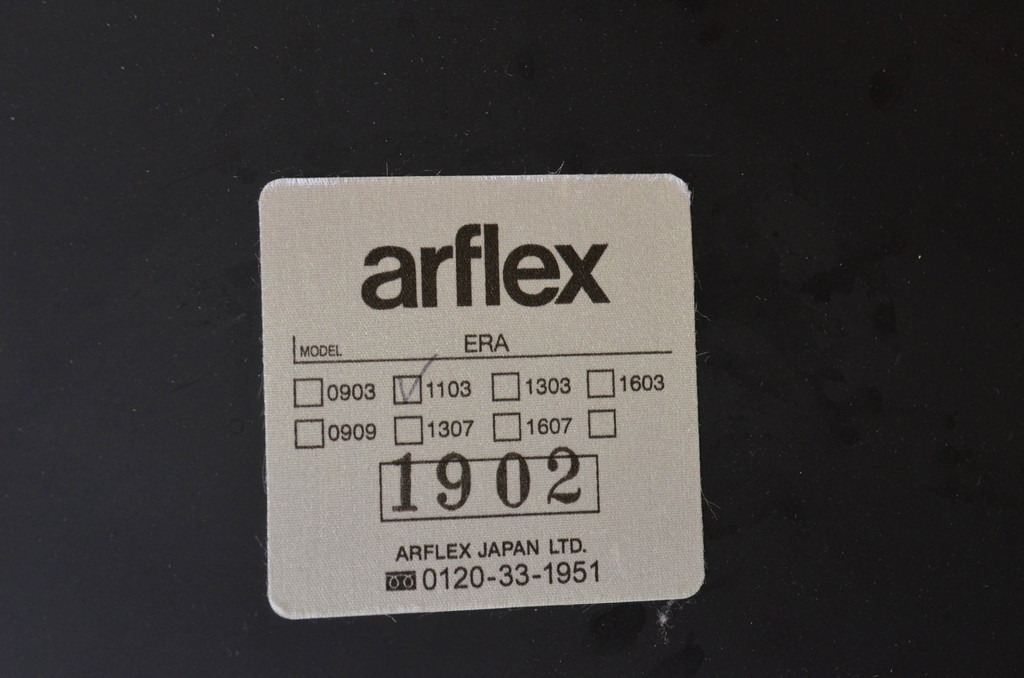 arflex
MODEL ERA
0903 1103 1303 1603
0909 1307 1607
1902
ARFLEX JAPAN LTD.
0120-33-1951